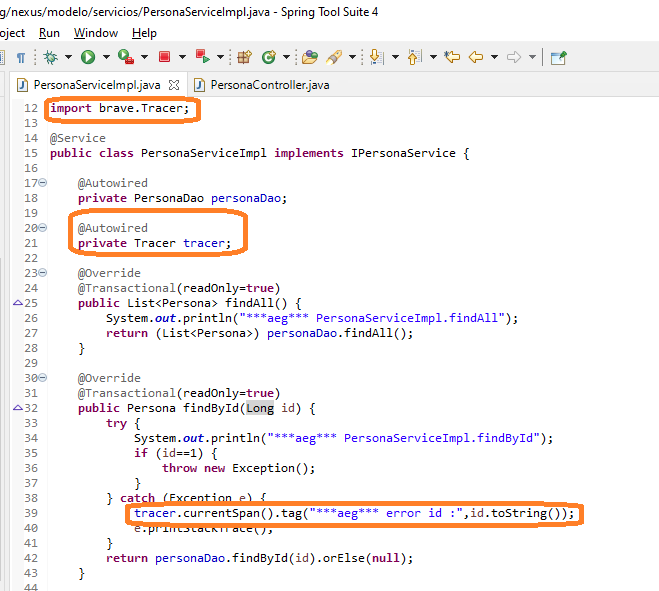 g/nexus/modelo/servicios/PersonaServiceImpl.java - Spring Tool Suite 4
oject Run Window Help
PersonaServiceImpl.java PersonaController.java
12 import brave.Tracer;
13
14 @Service
15 public class PersonaServiceImpl implements IPersonaService {
16
17 @Autowired
18 private PersonaDao personaDao;
19
20 @Autowired
21 private Tracer tracer;
22
23 @Override
24 @Transactional(readOnly=true)
25 public List<Persona> findAll() {
26 System.out.println("***aeg*** PersonaServiceImpl.findAll");
27 return (List<Persona>) personaDao.findAll();
28 }
29
30 @Override
31 @Transactional(readOnly=true)
32 public Persona findById(Long id) {
33 try {
34 System.out.println("***aeg*** PersonaServiceImpl.findById");
35 if (id==1) {
36 throw new Exception();
37 }
38 } catch (Exception e) {
39 tracer.currentSpan().tag("***aeg*** error id :",id.toString());
40 e.printStackTrace();
41 }
42 return personaDao.findById(id).orElse(null);
43 }
44